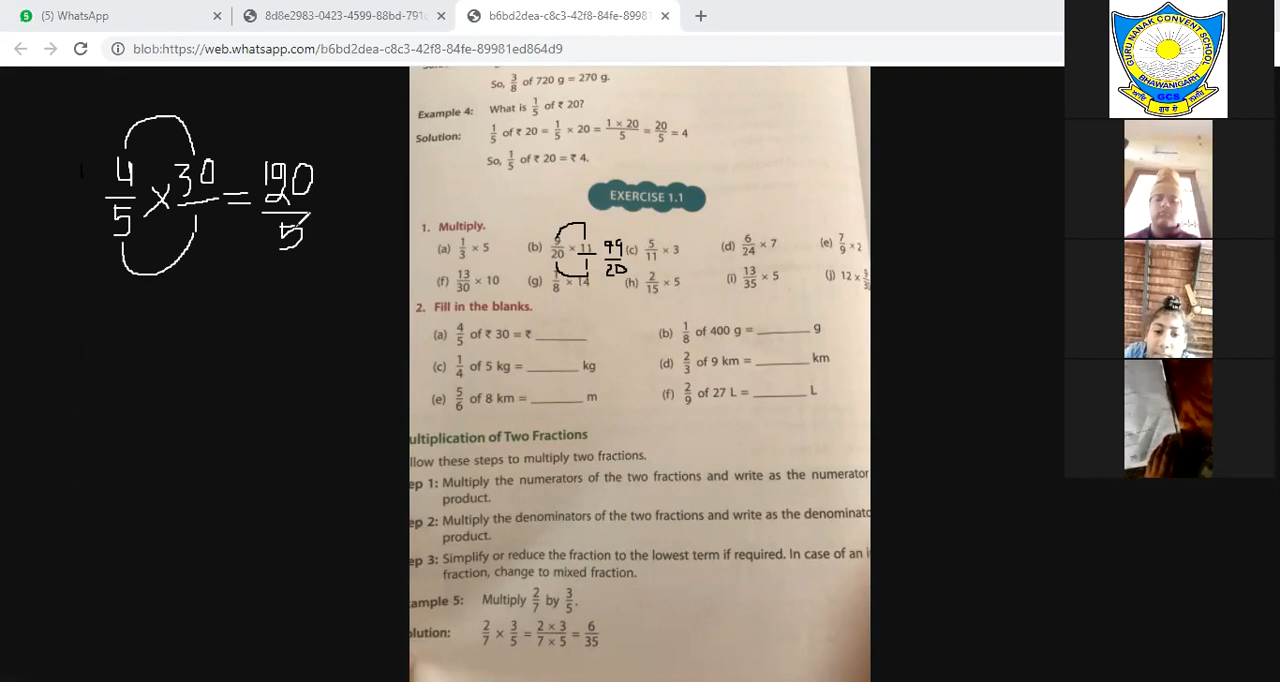 (5) WhatsApp
8d8e2983-0423-4599-88bd-791c
b6bd2dea-c8c3-42f8-84fe-89981
blob:https://web.whatsapp.com/b6bd2dea-c8c3-42f8-84fe-89981ed864d9
GURU NANAK CONVENT SCHOOL
BHAWANIGARH
GCS
4/5 × 30 = 120/5
So, 3/8 of 720 g = 270 g.
Example 4: What is 1/5 of ₹ 20?
Solution: 1/5 of ₹ 20 = 1/5 × 20 = 1 × 20/5 = 20/5 = 4
So, 1/5 of ₹ 20 = ₹ 4.
EXERCISE 1.1
1. Multiply.
(a) 1/3 × 5 (b) 9/20 × 11 = 99/20 (c) 5/11 × 3 (d) 6/24 × 7 (e) 7/9 × 2
(f) 13/30 × 10 (g) 1/8 × 14 (h) 2/15 × 5 (i) 13/35 × 5 (j) 12 ×
2. Fill in the blanks.
(a) 4/5 of ₹ 30 = ₹ ______ (b) 1/8 of 400 g = ______ g
(c) 1/4 of 5 kg = ______ kg (d) 2/3 of 9 km = ______ km
(e) 5/6 of 8 km = ______ m (f) 2/9 of 27 L = ______ L
ultiplication of Two Fractions
llow these steps to multiply two fractions.
ep 1: Multiply the numerators of the two fractions and write as the numerator
product.
ep 2: Multiply the denominators of the two fractions and write as the denominato
product.
ep 3: Simplify or reduce the fraction to the lowest term if required. In case of an i
fraction, change to mixed fraction.
ample 5: Multiply 2/7 by 3/5.
olution: 2/7 × 3/5 = 2 × 3/7 × 5 = 6/35